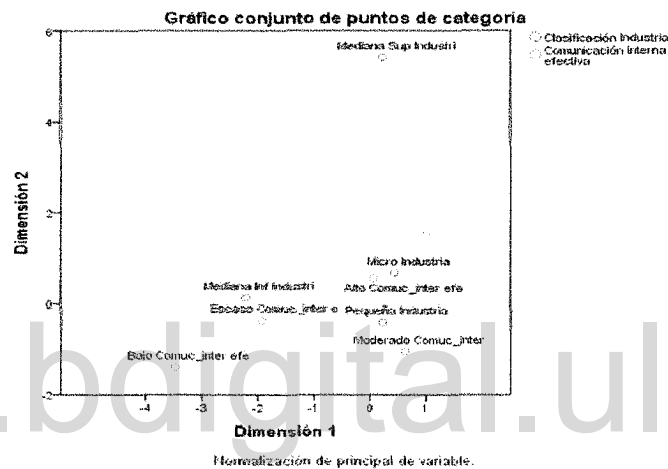 Gráfico conjunto de puntos de categoría
Clasificación Industria
Comunicación Interna
efectiva
Mediana Sup Industri
Micro Industria
Mediana Inf Industri
Alto Comuc_inter efe
Escaso Comuc_inter e
Pequeña Industria
Moderado Comuc_inter
Bajo Comuc_inter efe
Dimensión 2
6
4
2
0
-2
-4
-3
-2
-1
0
1
Dimensión 1
Normalización de principal de variable.
.bdigital.ul